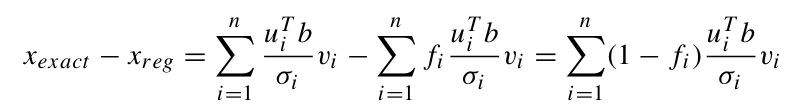 $x_{exact} - x_{reg} = \sum_{i=1}^{n} \frac{u_i^T b}{\sigma_i} v_i - \sum_{i=1}^{n} f_i \frac{u_i^T b}{\sigma_i} v_i = \sum_{i=1}^{n} (1 - f_i) \frac{u_i^T b}{\sigma_i} v_i$